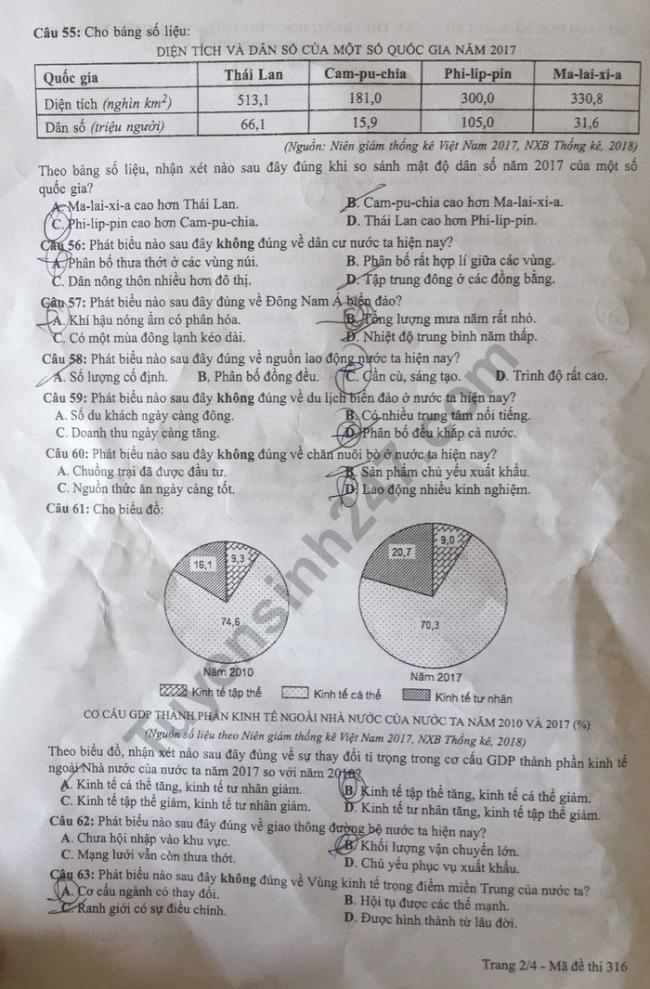 Câu 55: Cho bảng số liệu:
DIỆN TÍCH VÀ DÂN SỐ CỦA MỘT SỐ QUỐC GIA NĂM 2017
Quốc gia Thái Lan Cam-pu-chia Phi-lip-pin Ma-lai-xi-a
Diện tích (nghìn km²) 513,1 181,0 300,0 330,8
Dân số (triệu người) 66,1 15,9 105,0 31,6
(Nguồn: Niên giám thống kê Việt Nam 2017, NXB Thống kê, 2018)
Theo bảng số liệu, nhận xét nào sau đây đúng khi so sánh mật độ dân số năm 2017 của một số
quốc gia?
A. Ma-lai-xi-a cao hơn Thái Lan. B. Cam-pu-chia cao hơn Ma-lai-xi-a.
C. Phi-lip-pin cao hơn Cam-pu-chia. D. Thái Lan cao hơn Phi-lip-pin.
Câu 56: Phát biểu nào sau đây không đúng về dân cư nước ta hiện nay?
A. Phân bố thưa thớt ở các vùng núi. B. Phân bố rất hợp lí giữa các vùng.
C. Dân nông thôn nhiều hơn đô thị. D. Tập trung đông ở các đồng bằng.
Câu 57: Phát biểu nào sau đây đúng về Đông Nam Á biển đảo?
A. Khí hậu nóng ẩm có phân hóa. B. Tổng lượng mưa năm rất nhỏ.
C. Có một mùa đông lạnh kéo dài. D. Nhiệt độ trung bình năm thấp.
Câu 58: Phát biểu nào sau đây đúng về nguồn lao động nước ta hiện nay?
A. Số lượng cố định. B. Phân bố đồng đều. C. Cần cù, sáng tạo. D. Trình độ rất cao.
Câu 59: Phát biểu nào sau đây không đúng về du lịch biển đảo ở nước ta hiện nay?
A. Số du khách ngày càng đông. B. Có nhiều trung tâm nổi tiếng.
C. Doanh thu ngày càng tăng. D. Phân bố đều khắp cả nước.
Câu 60: Phát biểu nào sau đây không đúng về chăn nuôi bò ở nước ta hiện nay?
A. Chuồng trại đã được đầu tư. B. Sản phẩm chủ yếu xuất khẩu.
C. Nguồn thức ăn ngày càng tốt. D. Lao động nhiều kinh nghiệm.
Câu 61: Cho biểu đồ:
16,1 9,3 74,6
20,7 9,0 70,3
Năm 2010 Năm 2017
Kinh tế tập thể Kinh tế cá thể Kinh tế tư nhân
CƠ CẤU GDP THÀNH PHẦN KINH TẾ NGOÀI NHÀ NƯỚC CỦA NƯỚC TA NĂM 2010 VÀ 2017 (%)
(Nguồn số liệu theo Niên giám thống kê Việt Nam 2017, NXB Thống kê, 2018)
Theo biểu đồ, nhận xét nào sau đây đúng về sự thay đổi tỉ trọng trong cơ cấu GDP thành phần kinh tế
ngoài Nhà nước của nước ta năm 2017 so với năm 2010?
A. Kinh tế cá thể tăng, kinh tế tư nhân giảm. B. Kinh tế tập thể tăng, kinh tế cá thể giảm.
C. Kinh tế tập thể giảm, kinh tế tư nhân giảm. D. Kinh tế tư nhân tăng, kinh tế tập thể giảm.
Câu 62: Phát biểu nào sau đây đúng về giao thông đường bộ nước ta hiện nay?
A. Chưa hội nhập vào khu vực. B. Khối lượng vận chuyển lớn.
C. Mạng lưới vẫn còn thưa thớt. D. Chủ yếu phục vụ xuất khẩu.
Câu 63: Phát biểu nào sau đây không đúng về Vùng kinh tế trọng điểm miền Trung của nước ta?
A. Cơ cấu ngành có thay đổi. B. Hội tụ được các thế mạnh.
C. Ranh giới có sự điều chỉnh. D. Được hình thành từ lâu đời.
Trang 2/4 - Mã đề thi 316
Tuyensinh247.com